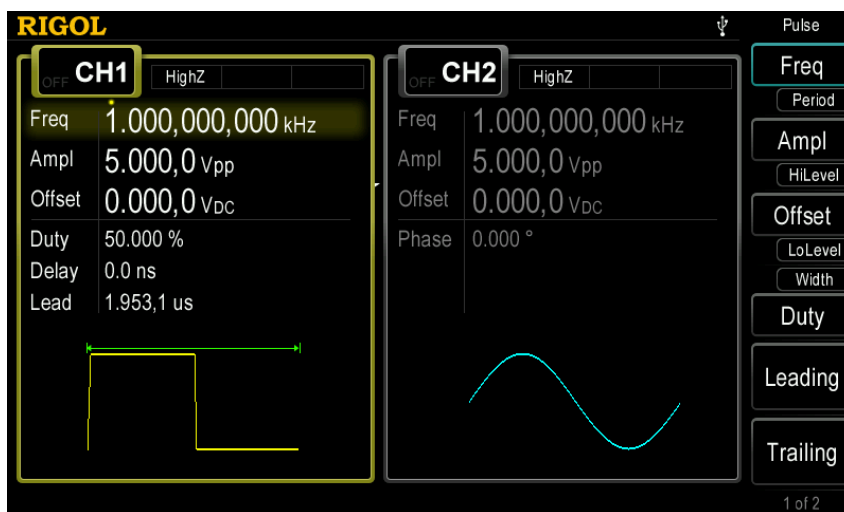 RIGOL
Pulse
OFF CH1 HighZ
Freq 1.000,000,000 kHz
Ampl 5.000,0 Vpp
Offset 0.000,0 VDC
Duty 50.000 %
Delay 0.0 ns
Lead 1.953,1 us
OFF CH2 HighZ
Freq 1.000,000,000 kHz
Ampl 5.000,0 Vpp
Offset 0.000,0 VDC
Phase 0.000 °
Freq
Period
Ampl
HiLevel
Offset
LoLevel
Width
Duty
Leading
Trailing
1 of 2